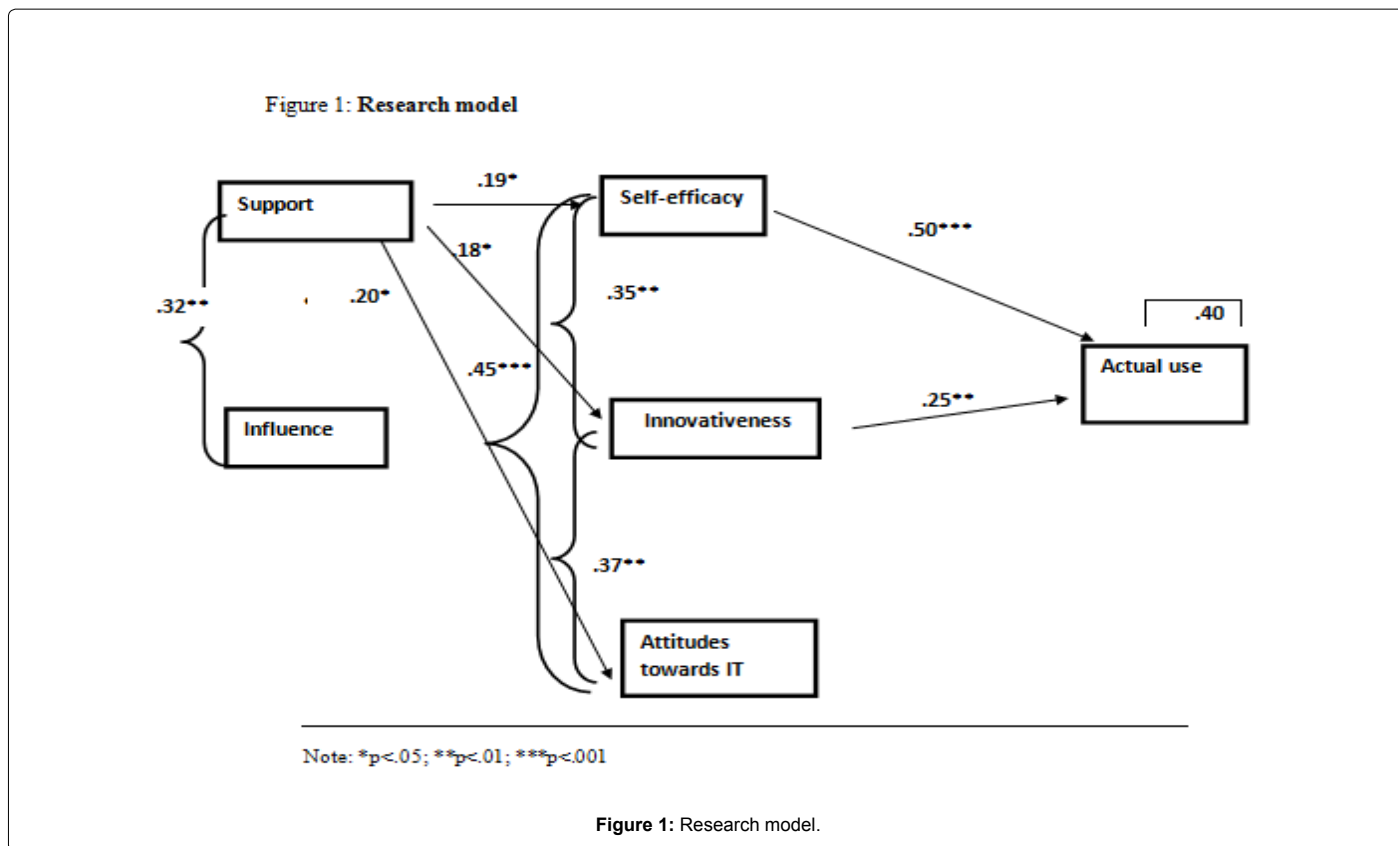 Figure 1: Research model
Support
.19*
Self-efficacy
.50***
.18*
.32**
.20*
.35**
.40
Actual use
.45***
.25**
Influence
Innovativeness
.37**
Attitudes
towards IT
Note: *p<.05; **p<.01; ***p<.001
Figure 1: Research model.